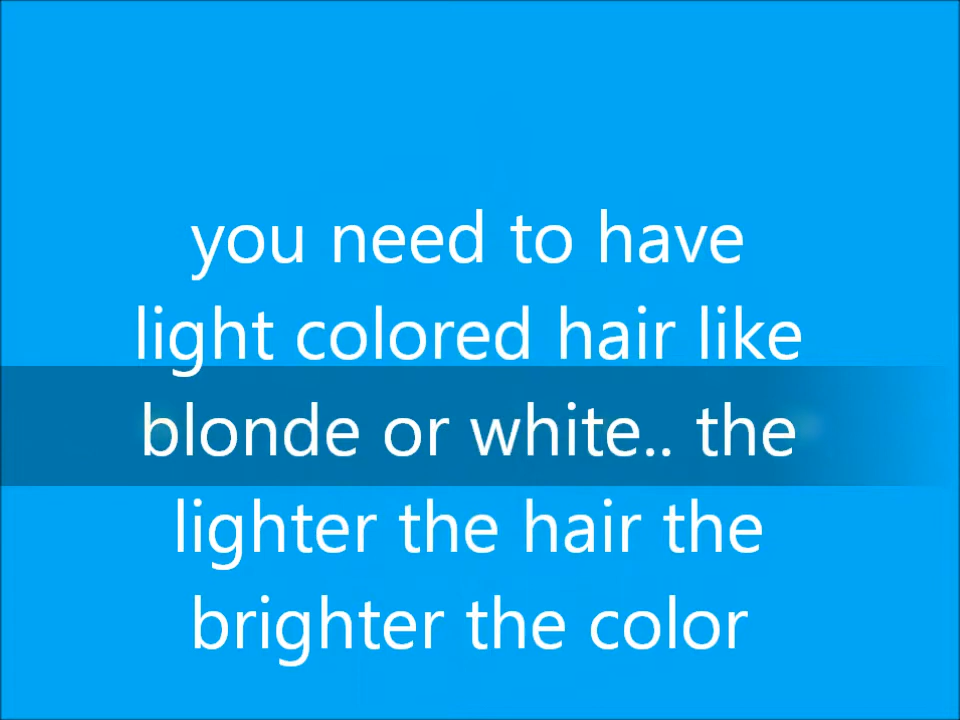 you need to have
light colored hair like
blonde or white.. the
lighter the hair the
brighter the color